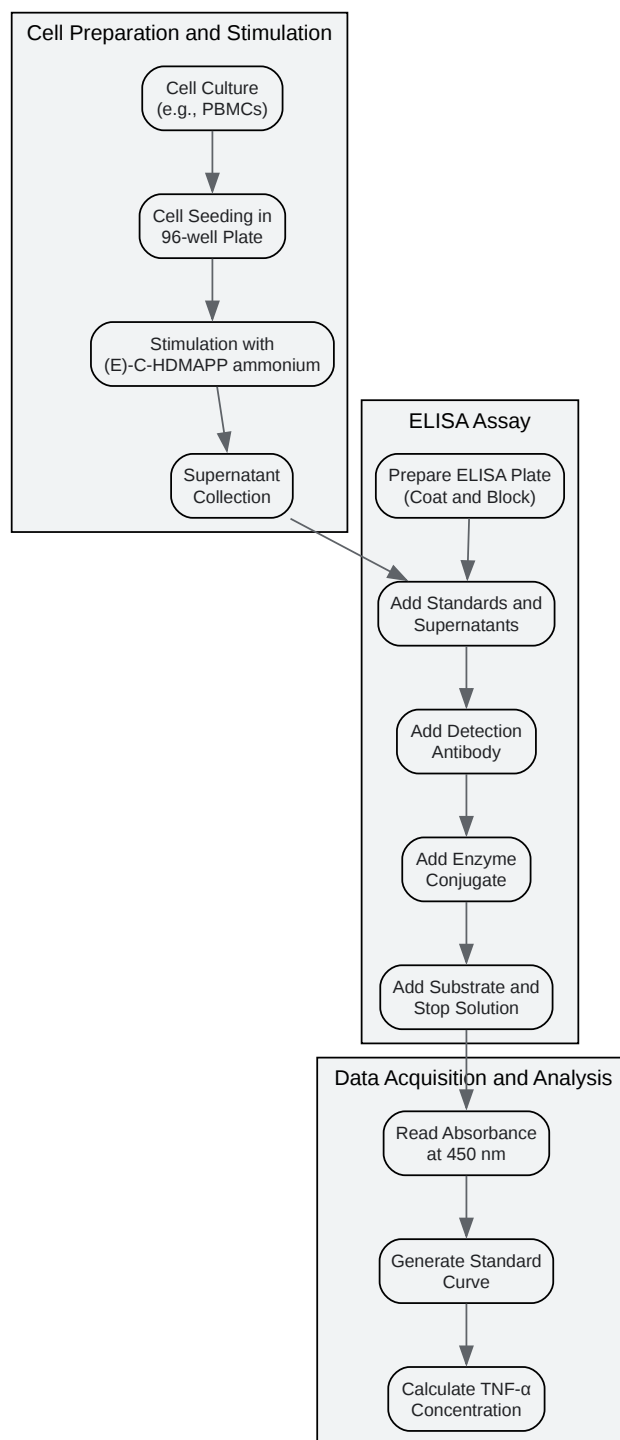 Cell Preparation and Stimulation
Cell Culture
(e.g., PBMCs)
Cell Seeding in
96-well Plate
Stimulation with
(E)-C-HDMAPP ammonium
Supernatant
Collection
ELISA Assay
Prepare ELISA Plate
(Coat and Block)
Add Standards and
Supernatants
Add Detection
Antibody
Add Enzyme
Conjugate
Add Substrate and
Stop Solution
Data Acquisition and Analysis
Read Absorbance
at 450 nm
Generate Standard
Curve
Calculate TNF-α
Concentration